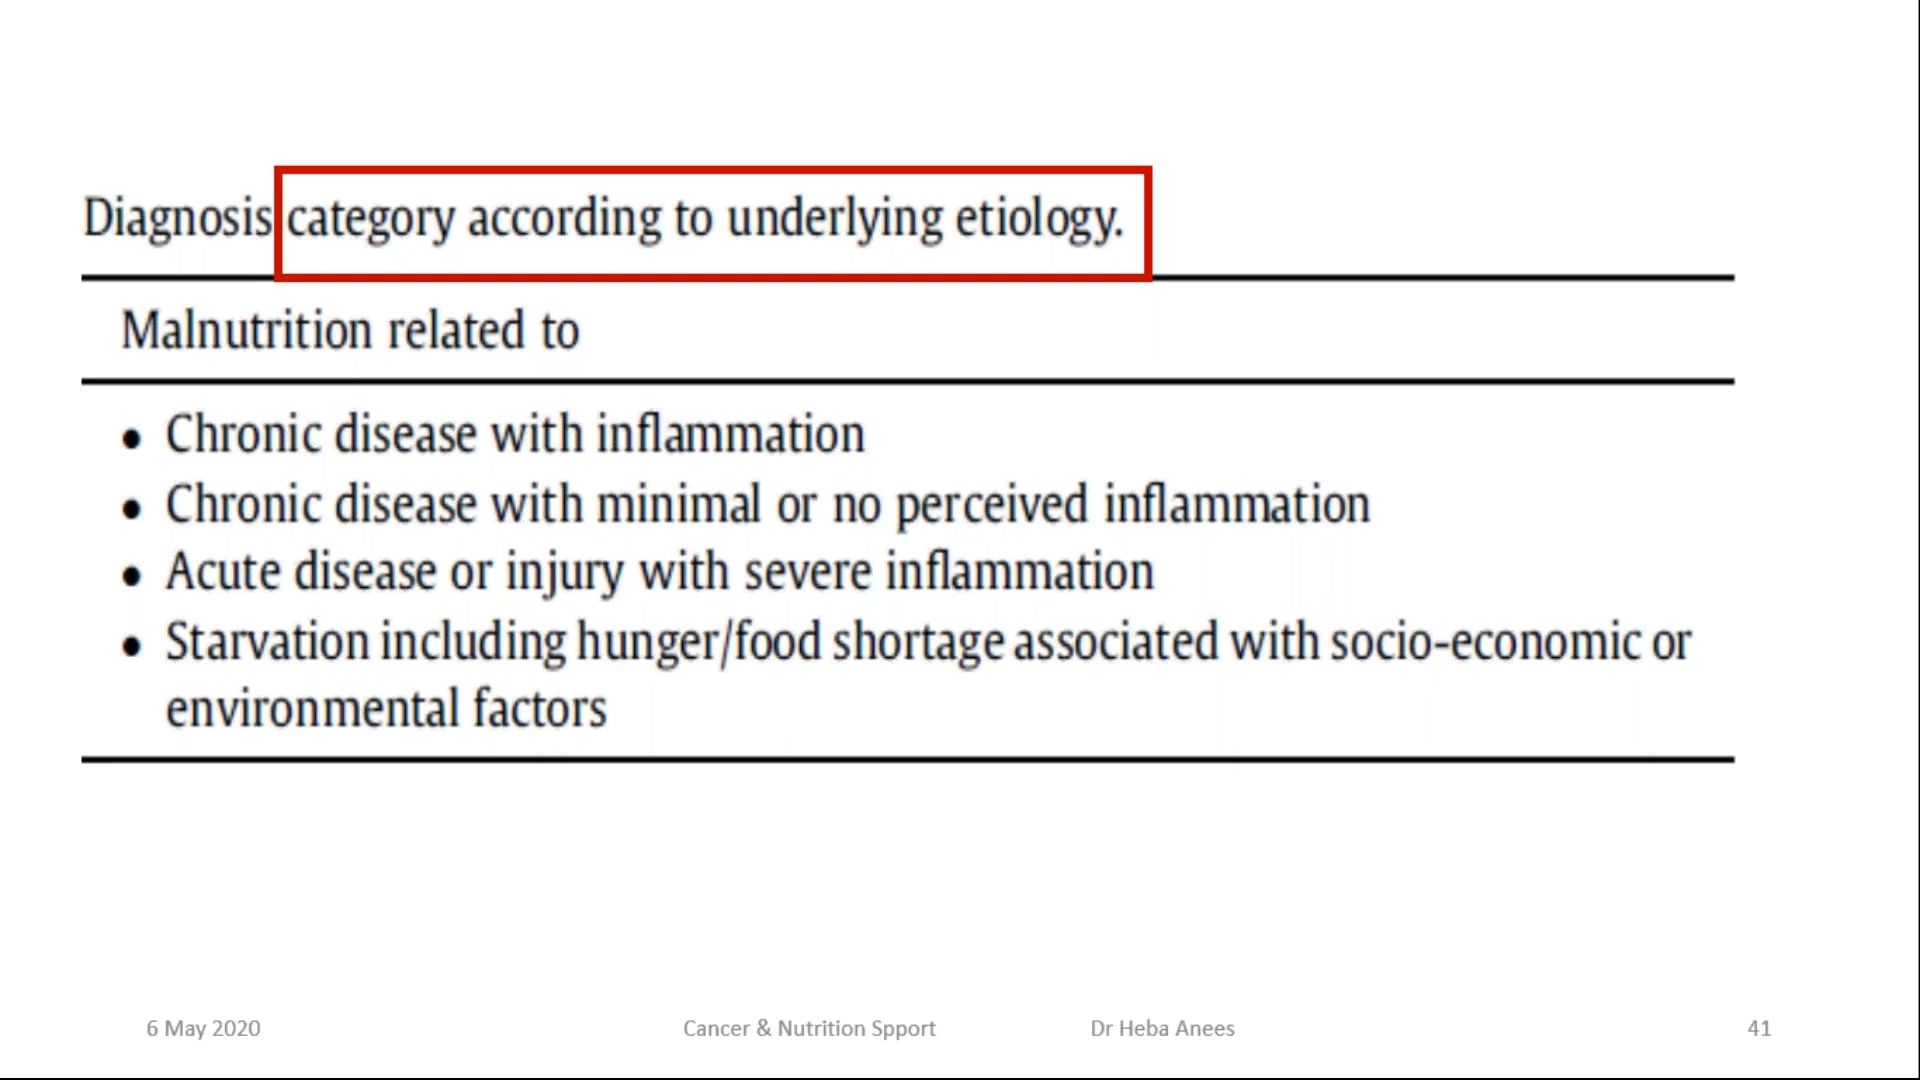 Diagnosis category according to underlying etiology.
Malnutrition related to
• Chronic disease with inflammation
• Chronic disease with minimal or no perceived inflammation
• Acute disease or injury with severe inflammation
• Starvation including hunger/food shortage associated with socio-economic or
environmental factors
6 May 2020 Cancer & Nutrition Spport Dr Heba Anees 41